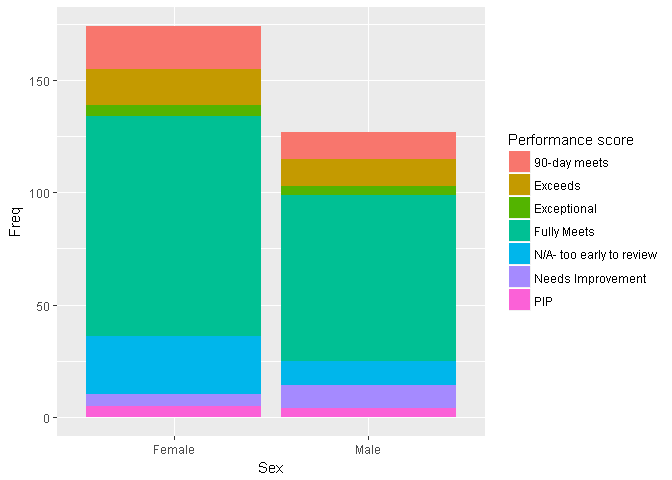 Freq
150
100
50
0
Female Male
Sex
Performance score
90-day meets
Exceeds
Exceptional
Fully Meets
N/A- too early to review
Needs Improvement
PIP